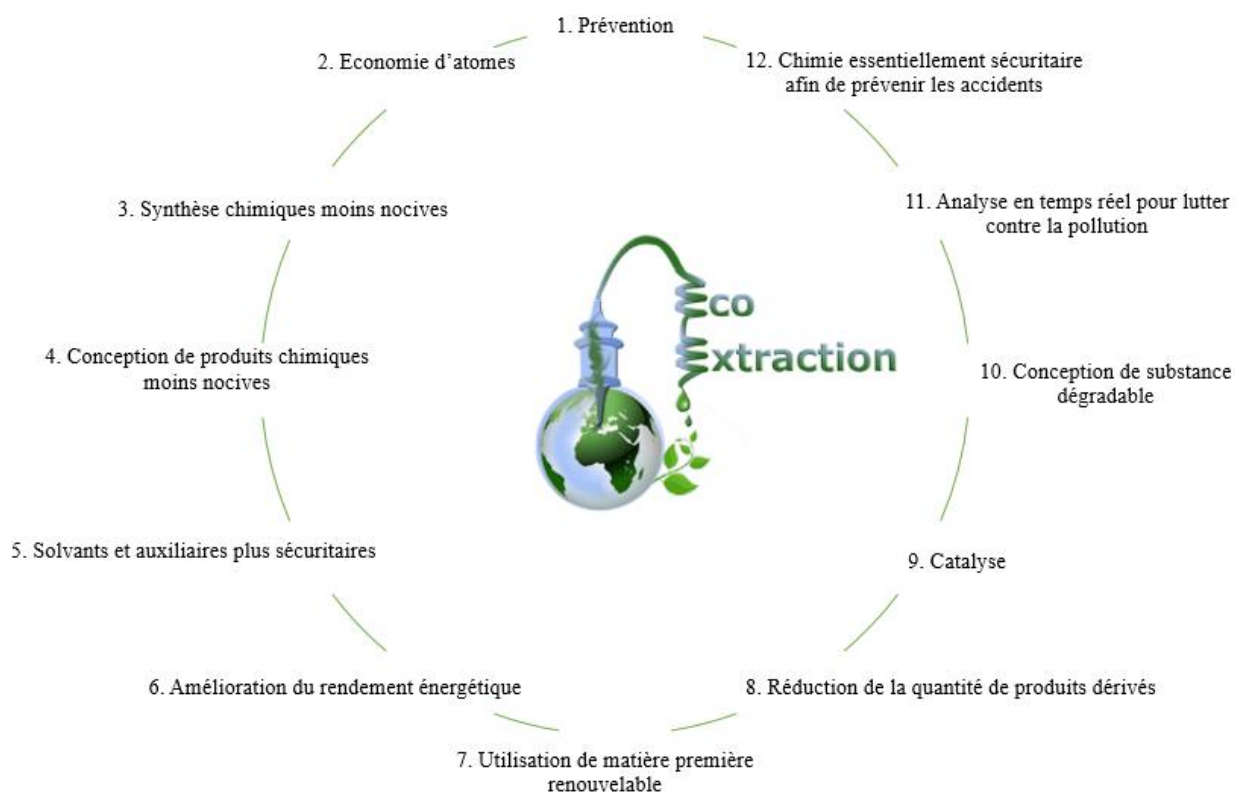 1. Prévention
2. Economie d’atomes
3. Synthèse chimiques moins nocives
4. Conception de produits chimiques
moins nocives
5. Solvants et auxiliaires plus sécuritaires
6. Amélioration du rendement énergétique
7. Utilisation de matière première
renouvelable
8. Réduction de la quantité de produits dérivés
9. Catalyse
10. Conception de substance
dégradable
11. Analyse en temps réel pour lutter
contre la pollution
12. Chimie essentiellement sécuritaire
afin de prévenir les accidents
Eco
Extraction